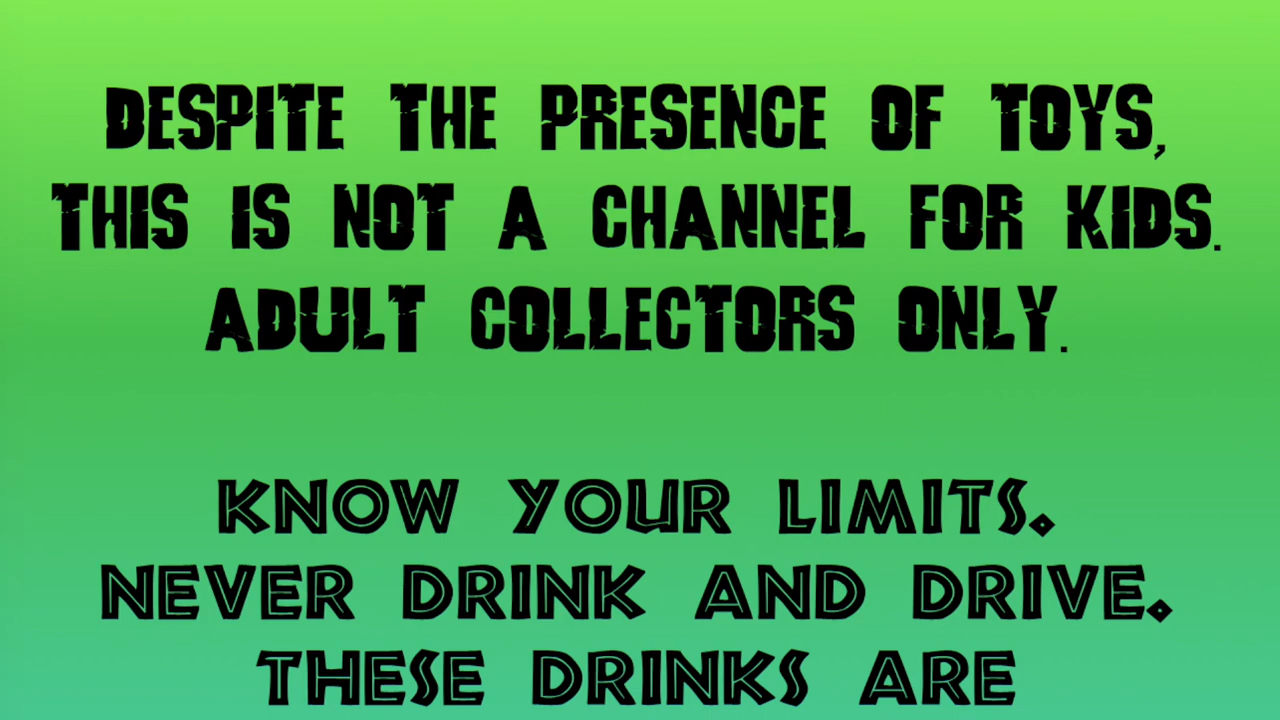 DESPITE THE PRESENCE OF TOYS,
THIS IS NOT A CHANNEL FOR KIDS.
ADULT COLLECTORS ONLY.
KNOW YOUR LIMITS.
NEVER DRINK AND DRIVE.
THESE DRINKS ARE